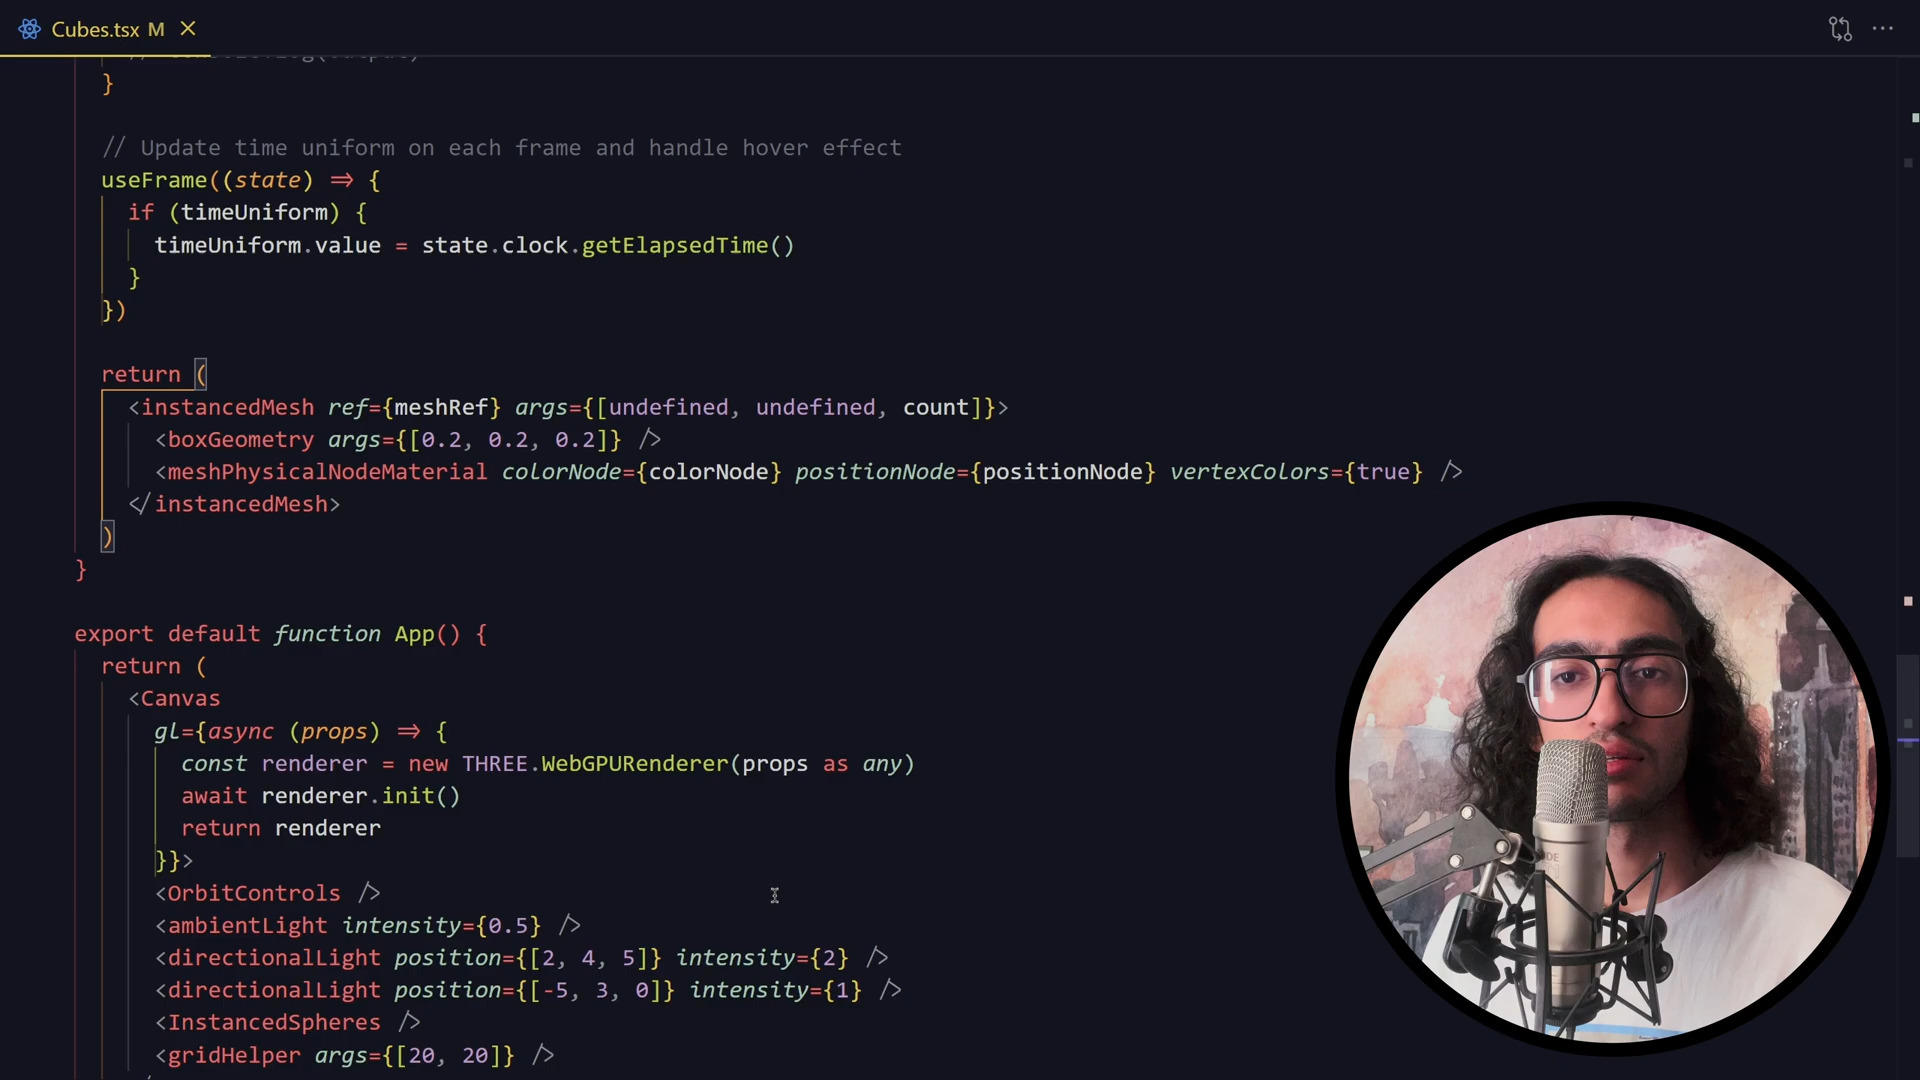 Cubes.tsx M
}
// Update time uniform on each frame and handle hover effect
useFrame((state) => {
if (timeUniform) {
timeUniform.value = state.clock.getElapsedTime()
}
})
return (
<instancedMesh ref={meshRef} args={[undefined, undefined, count]}>
<boxGeometry args={[0.2, 0.2, 0.2]} />
<meshPhysicalNodeMaterial colorNode={colorNode} positionNode={positionNode} vertexColors={true} />
</instancedMesh>
)
}
export default function App() {
return (
<Canvas
gl={async (props) => {
const renderer = new THREE.WebGPURenderer(props as any)
await renderer.init()
return renderer
}}>
<OrbitControls />
<ambientLight intensity={0.5} />
<directionalLight position={[2, 4, 5]} intensity={2} />
<directionalLight position={[-5, 3, 0]} intensity={1} />
<InstancedSpheres />
<gridHelper args={[20, 20]} />